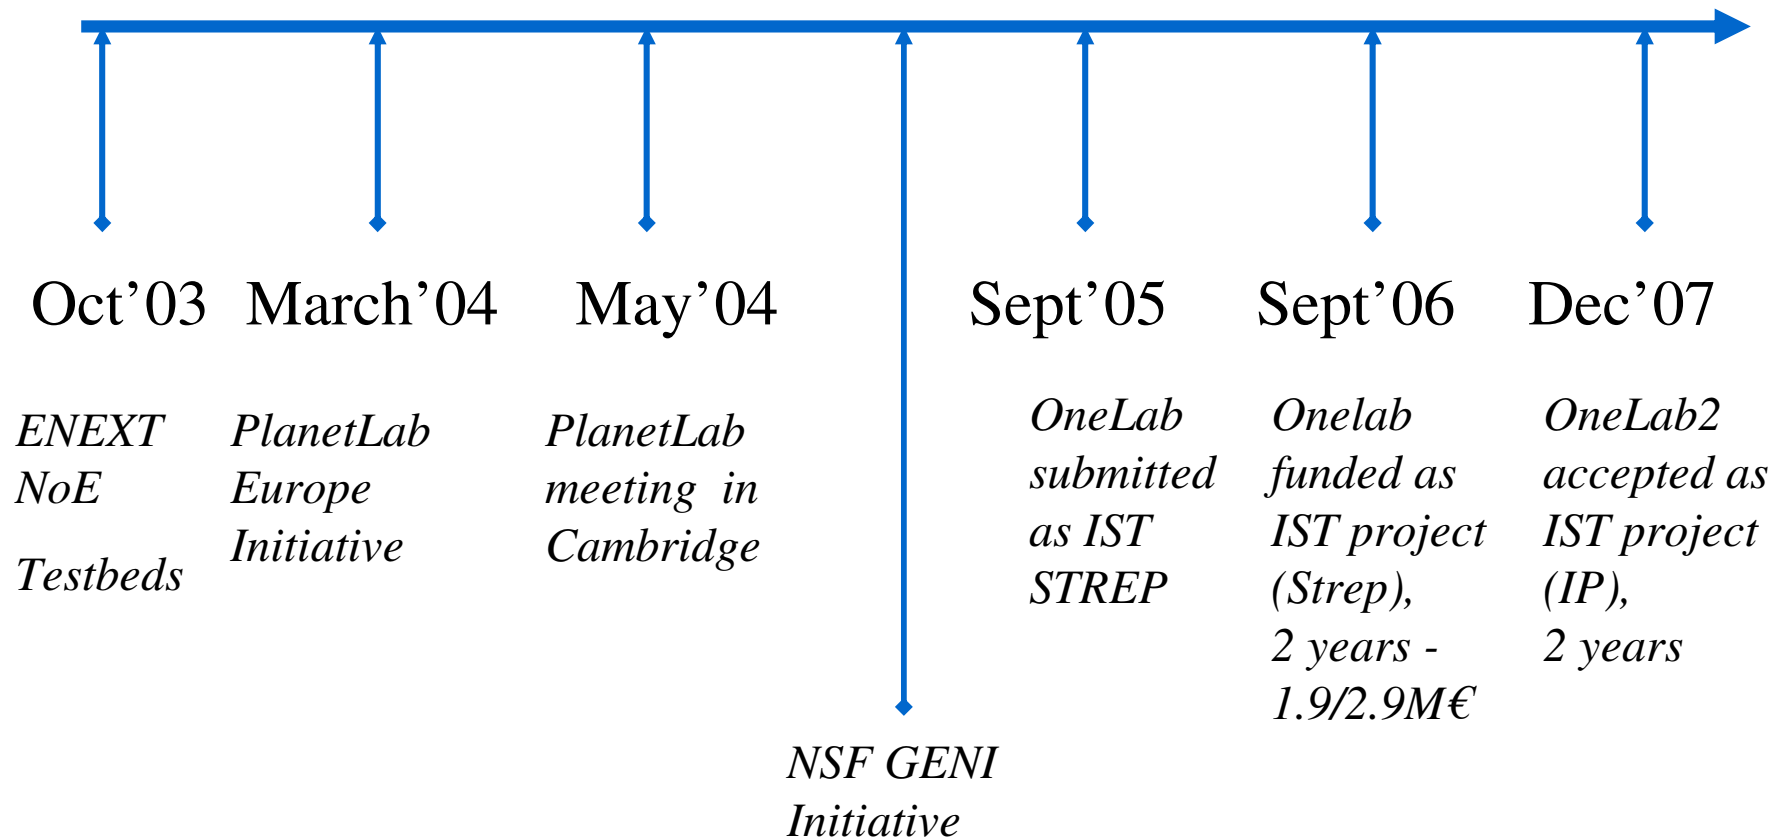 Oct’03
March’04
May’04
Sept’05
Sept’06
Dec’07
ENEXT
NoE
Testbeds
PlanetLab
Europe
Initiative
PlanetLab
meeting in
Cambridge
NSF GENI
Initiative
OneLab
submitted
as IST
STREP
Onelab
funded as
IST project
(Strep),
2 years -
1.9/2.9M€
OneLab2
accepted as
IST project
(IP),
2 years